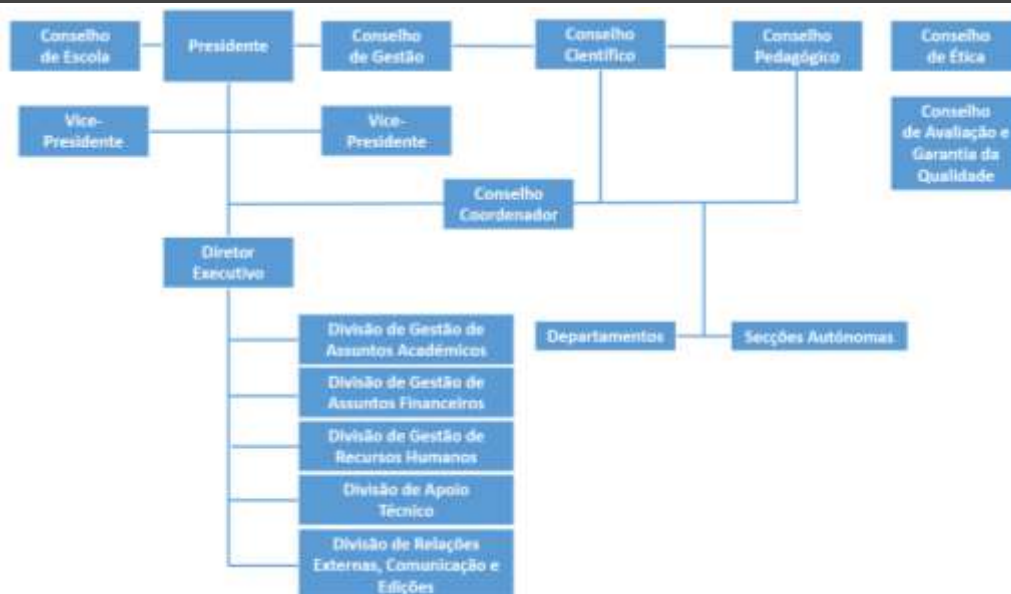 Conselho
de Escola
Presidente
Conselho
de Gestão
Conselho
Científico
Conselho
Pedagógico
Conselho
de Ética
Vice-
Presidente
Vice-
Presidente
Conselho
de Avaliação e
Garantia da
Qualidade
Conselho
Coordenador
Diretor
Executivo
Divisão de Gestão de
Assuntos Académicos
Departamentos
Secções Autónomas
Divisão de Gestão de
Assuntos Financeiros
Divisão de Gestão de
Recursos Humanos
Divisão de Apoio
Técnico
Divisão de Relações
Externas, Comunicação e
Edições